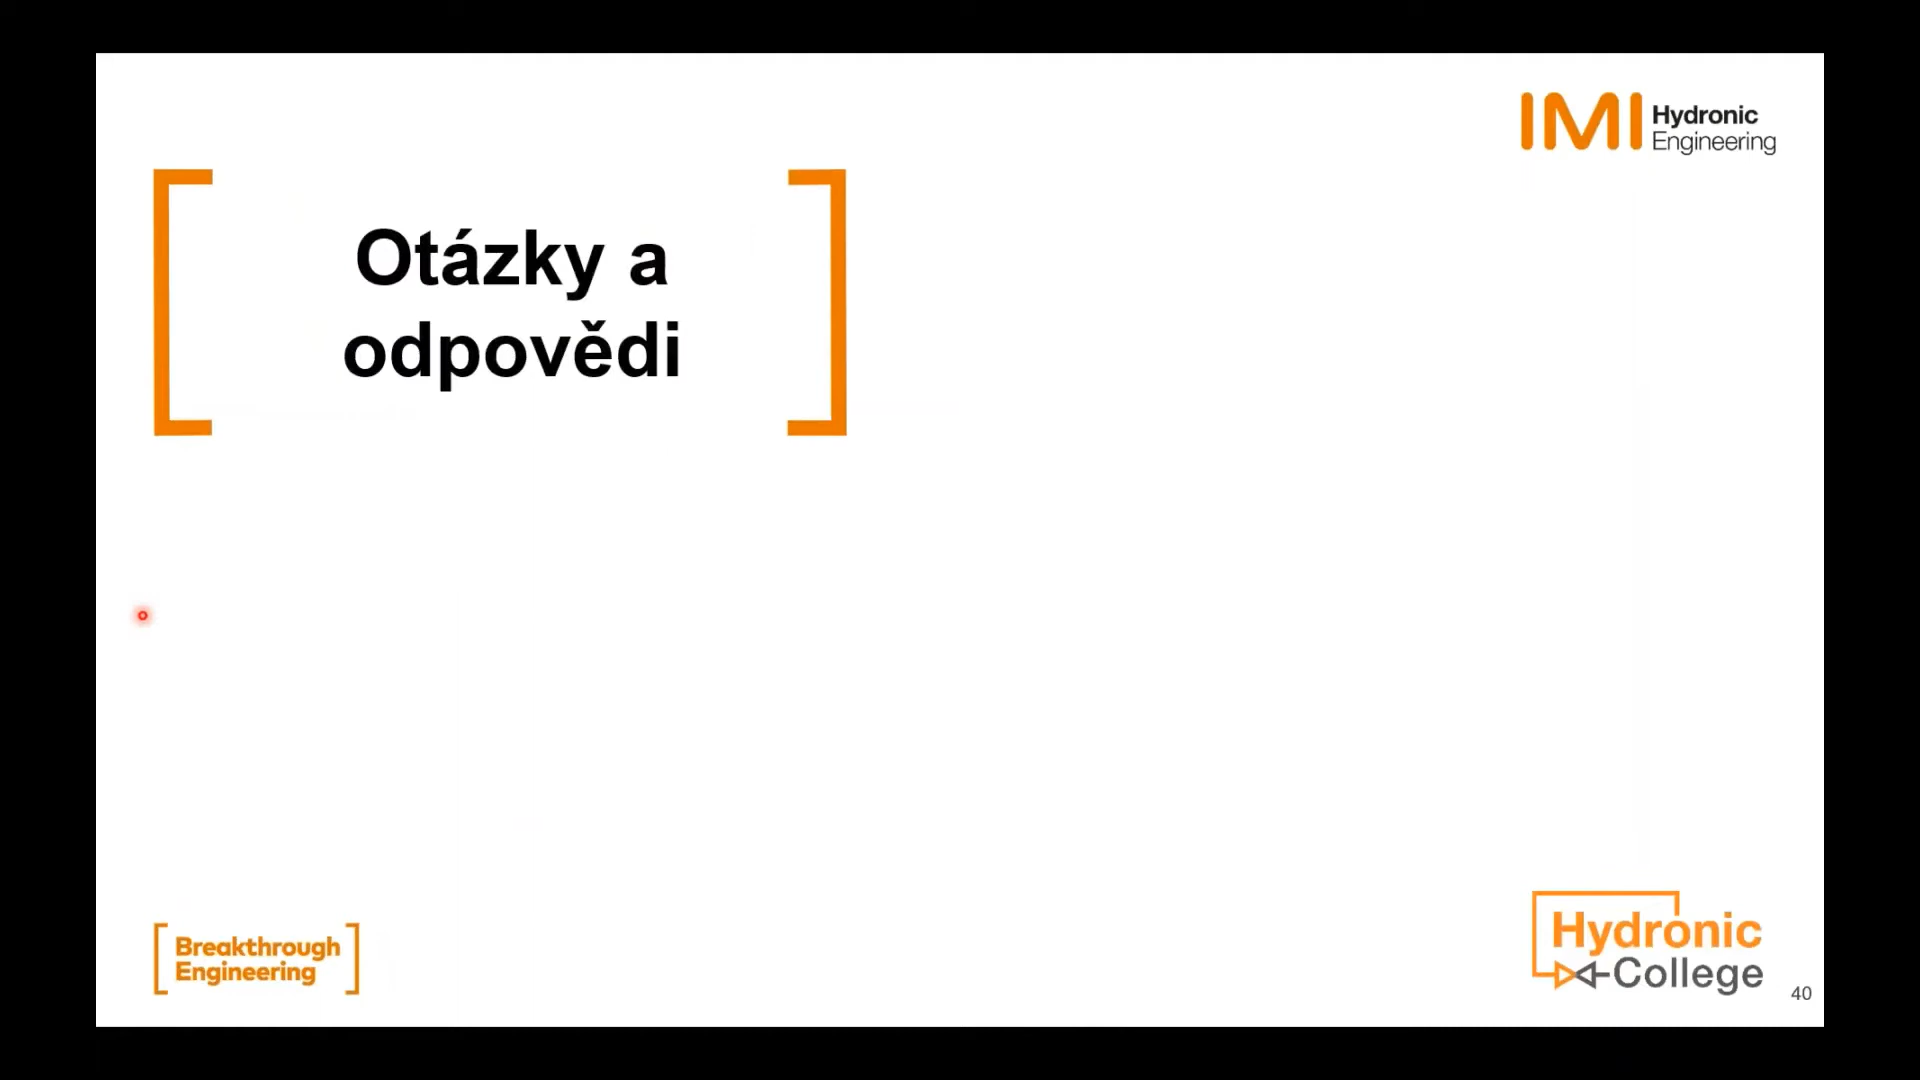 IMI Hydronic
Engineering
Otázky a
odpovědi
Breakthrough
Engineering
Hydronic
College
40